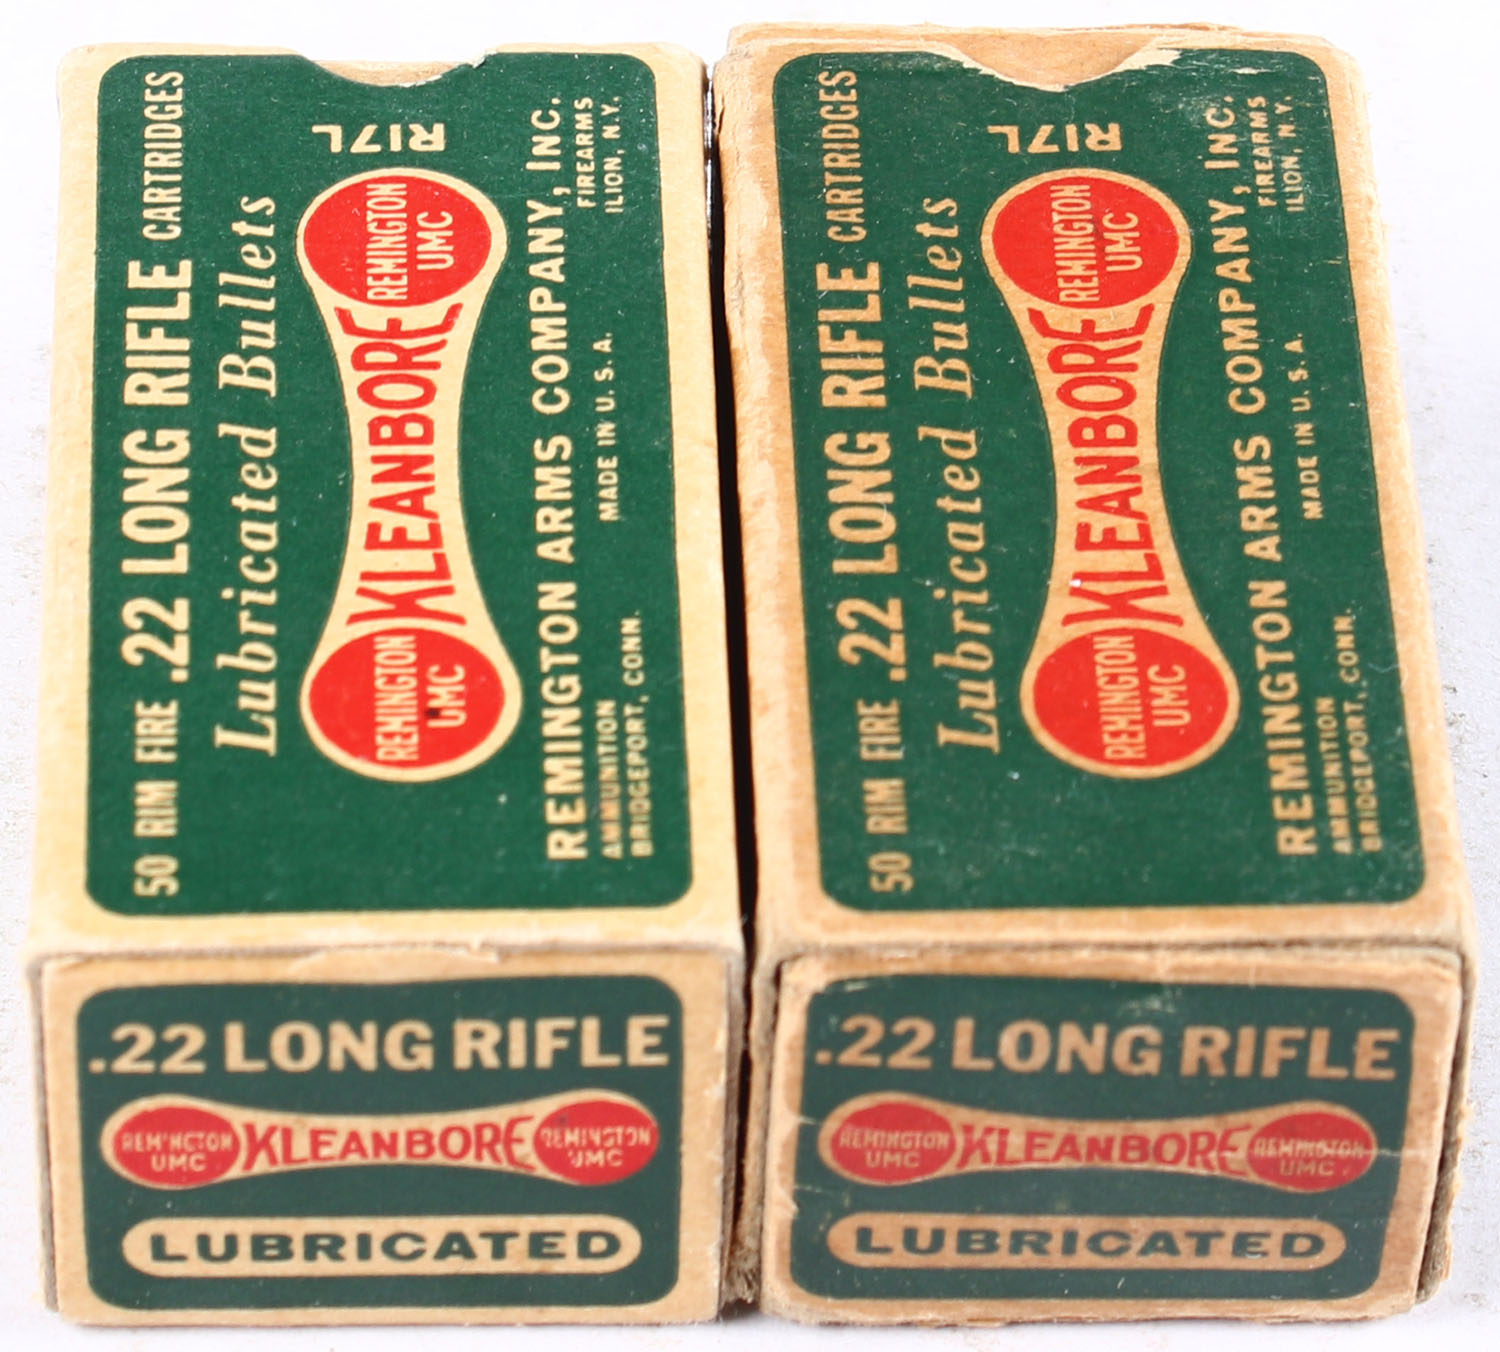 50 RIM FIRE .22 LONG RIFLE CARTRIDGES
Lubricated Bullets
REMINGTON
UMC
KLEANBORE
REMINGTON
UMC
R17L
REMINGTON ARMS COMPANY, INC.
AMMUNITION
BRIDGEPORT, CONN.
MADE IN U.S.A.
FIREARMS
ILION, N.Y.
.22 LONG RIFLE
REMINGTON
UMC
KLEANBORE
REMINGTON
UMC
LUBRICATED
50 RIM FIRE .22 LONG RIFLE CARTRIDGES
Lubricated Bullets
REMINGTON
UMC
KLEANBORE
REMINGTON
UMC
R17L
REMINGTON ARMS COMPANY, INC.
AMMUNITION
BRIDGEPORT, CONN.
MADE IN U.S.A.
FIREARMS
ILION, N.Y.
.22 LONG RIFLE
REMINGTON
UMC
KLEANBORE
REMINGTON
UMC
LUBRICATED